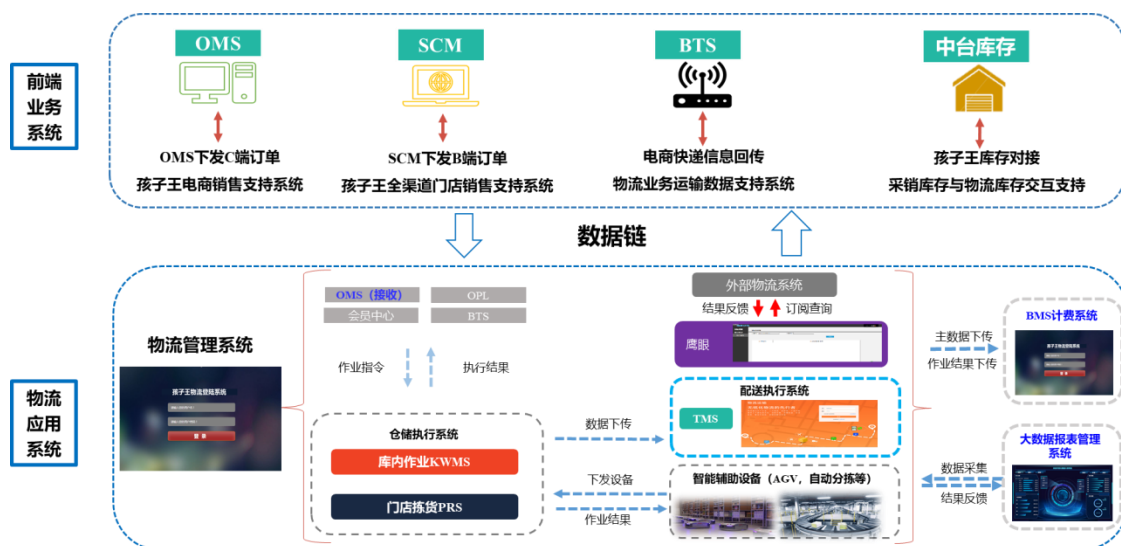 OMS
SCM
BTS
中台库存
前端
业务
系统
OMS下发C端订单
孩子王电商销售支持系统
SCM下发B端订单
孩子王全渠道门店销售支持系统
电商快递信息回传
物流业务运输数据支持系统
孩子王库存对接
采销库存与物流库存交互支持
数据链
物流
应用
系统
物流管理系统
孩子王物流登陆系统
登 录
OMS（接收）
OPL
会员中心
BTS
作业指令
执行结果
仓储执行系统
库内作业KWMS
门店拣货PRS
数据下传
下发设备
作业结果
外部物流系统
结果反馈
订阅查询
鹰眼
配送执行系统
TMS
智能辅助设备（AGV，自动分拣等）
主数据下传
作业结果下传
BMS计费系统
孩子王物流登陆系统
数据采集
结果反馈
大数据报表管理
系统